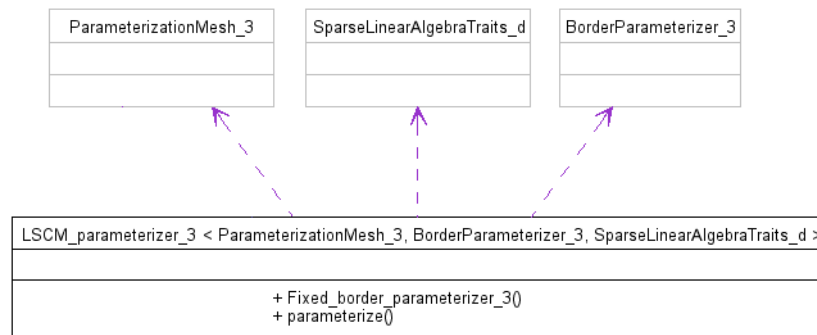 ParameterizationMesh_3
SparseLinearAlgebraTraits_d
BorderParameterizer_3
LSCM_parameterizer_3 < ParameterizationMesh_3, BorderParameterizer_3, SparseLinearAlgebraTraits_d >
+ Fixed_border_parameterizer_3()
+ parameterize()